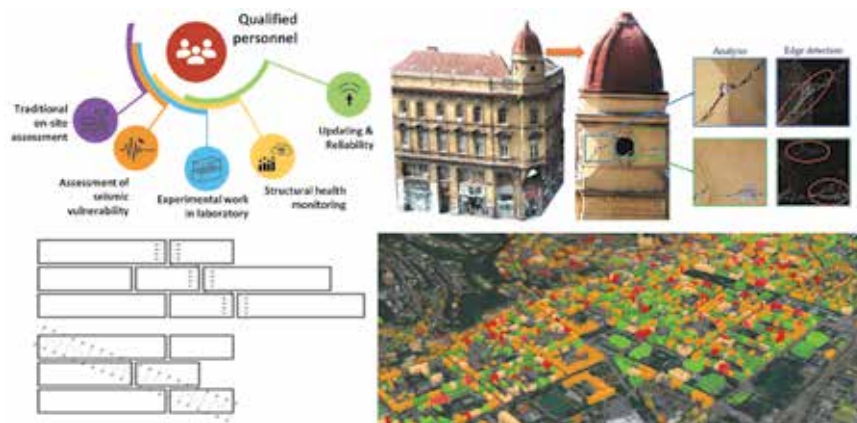 Qualified
personnel
Traditional
on-site
assessment
Assessment of
seismic
vulnerability
Experimental work
in laboratory
Structural health
monitoring
Updating &
Reliability
Analyses
Edge detection